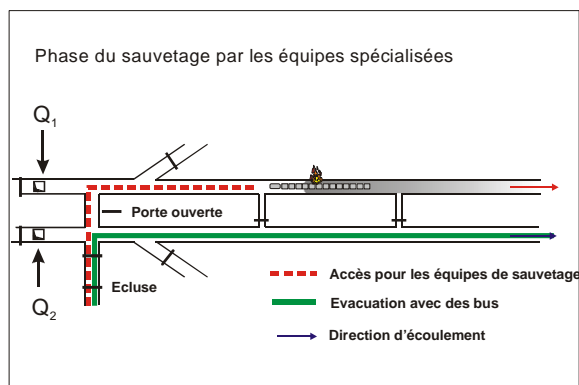 Phase du sauvetage par les équipes spécialisées
Q1
Porte ouverte
Q2
Ecluse
Accès pour les équipes de sauvetage
Evacuation avec des bus
Direction d'écoulement